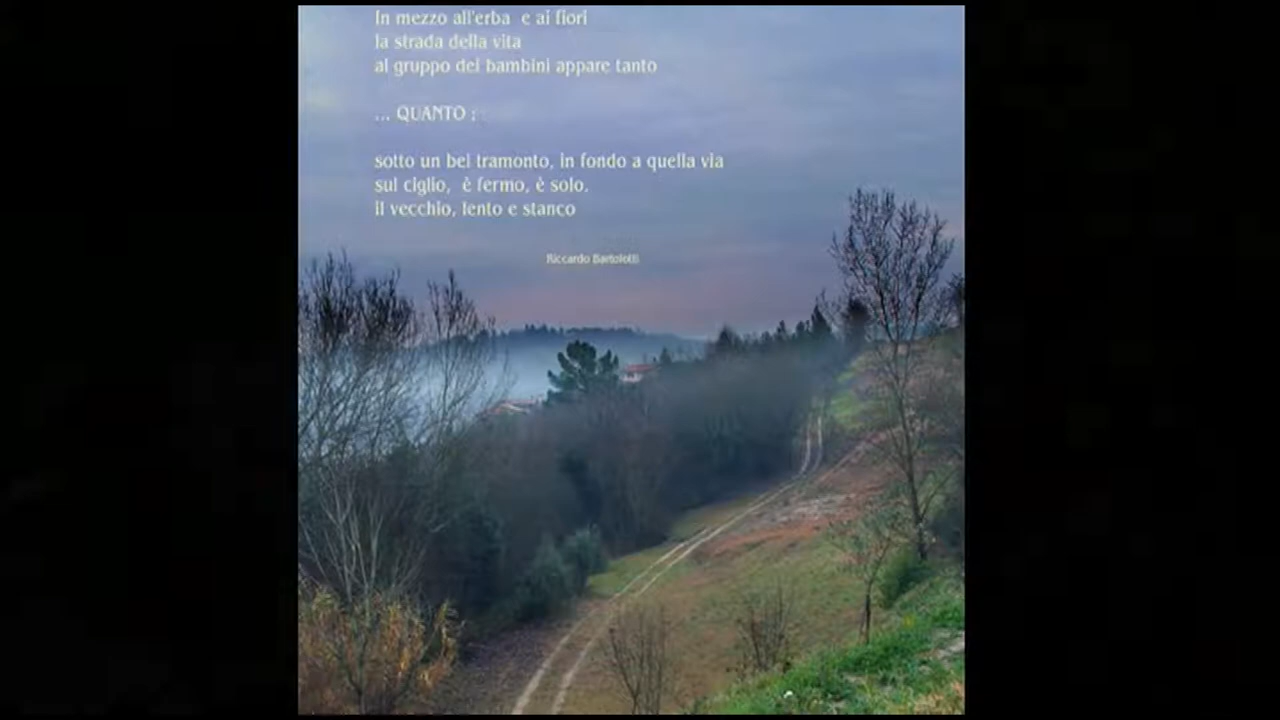 In mezzo all'erba e ai fiori
la strada della vita
al gruppo dei bambini appare tanto
... QUANTO :
sotto un bel tramonto, in fondo a quella via
sul ciglio, è fermo, è solo.
il vecchio, lento e stanco
Riccardo Bartolotti